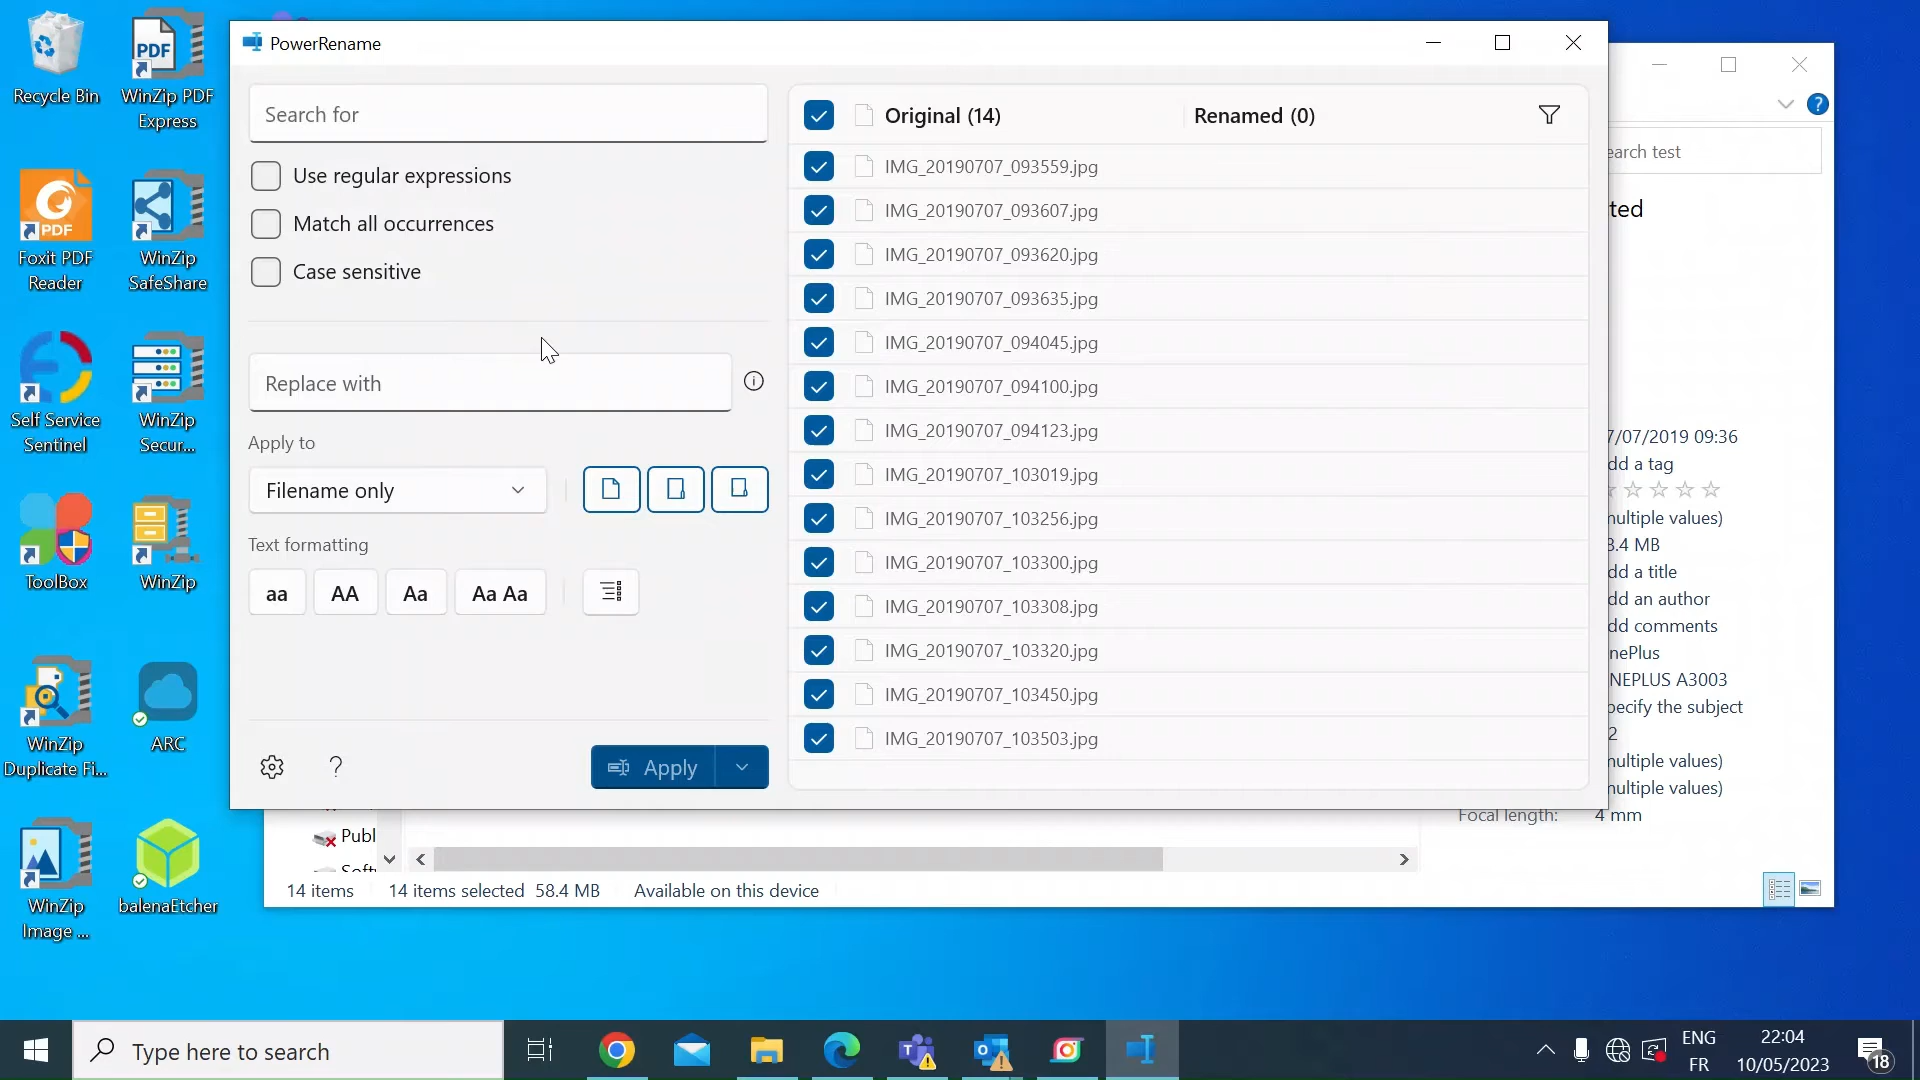 Recycle Bin
WinZip PDF
Express
Foxit PDF
Reader
WinZip
SafeShare
Self Service
Sentinel
WinZip
Secur...
ToolBox
WinZip
WinZip
Duplicate Fi...
ARC
WinZip
Image ...
balenaEtcher
PowerRename
Search for
Use regular expressions
Match all occurrences
Case sensitive
Replace with
Apply to
Filename only
Text formatting
aa
AA
Aa
Aa Aa
Apply
Original (14)
Renamed (0)
IMG_20190707_093559.jpg
IMG_20190707_093607.jpg
IMG_20190707_093620.jpg
IMG_20190707_093635.jpg
IMG_20190707_094045.jpg
IMG_20190707_094100.jpg
IMG_20190707_094123.jpg
IMG_20190707_103019.jpg
IMG_20190707_103256.jpg
IMG_20190707_103300.jpg
IMG_20190707_103308.jpg
IMG_20190707_103320.jpg
IMG_20190707_103450.jpg
IMG_20190707_103503.jpg
earch test
ted
7/07/2019 09:36
dd a tag
multiple values)
3.4 MB
dd a title
dd an author
dd comments
nePlus
NEPLUS A3003
pecify the subject
2
multiple values)
multiple values)
Focal length: 4 mm
Publ
14 items 14 items selected 58.4 MB Available on this device
Type here to search
ENG
FR
22:04
10/05/2023
18